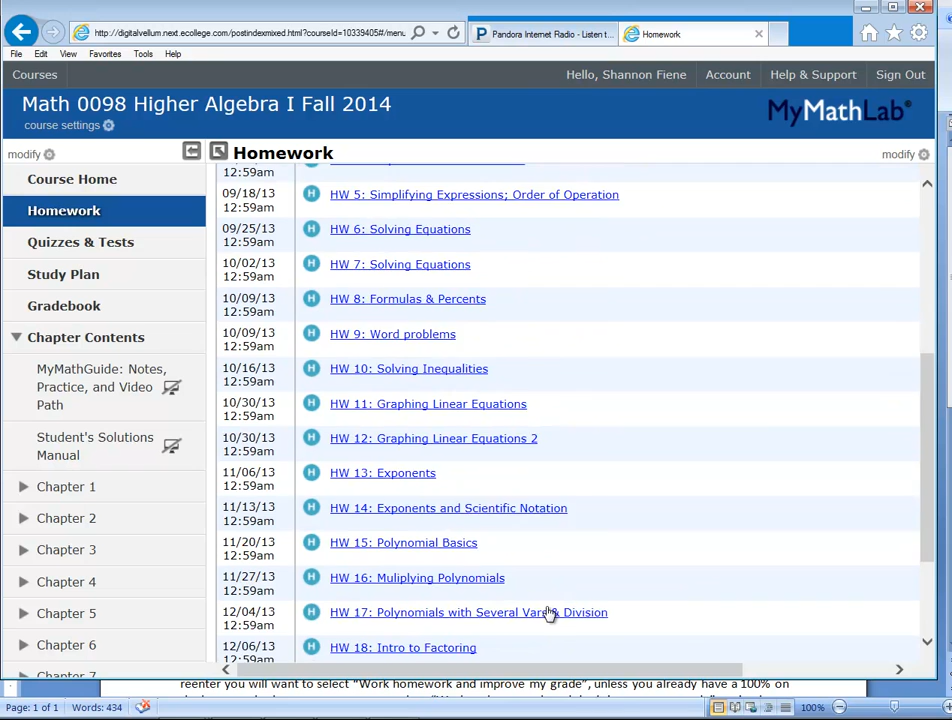 http://digitalvellum.next.ecollege.com/postindexmixed.html?courseId=10339405#/menu
Pandora Internet Radio - Listen t...
Homework
File Edit View Favorites Tools Help
Courses
Hello, Shannon Fiene Account Help & Support Sign Out
Math 0098 Higher Algebra I Fall 2014
course settings
MyMathLab®
modify
Homework
modify
Course Home
Homework
Quizzes & Tests
Study Plan
Gradebook
Chapter Contents
MyMathGuide: Notes,
Practice, and Video
Path
Student's Solutions
Manual
Chapter 1
Chapter 2
Chapter 3
Chapter 4
Chapter 5
Chapter 6
12:59am
09/18/13 HW 5: Simplifying Expressions; Order of Operation
12:59am
09/25/13 HW 6: Solving Equations
12:59am
10/02/13 HW 7: Solving Equations
12:59am
10/09/13 HW 8: Formulas & Percents
12:59am
10/09/13 HW 9: Word problems
12:59am
10/16/13 HW 10: Solving Inequalities
12:59am
10/30/13 HW 11: Graphing Linear Equations
12:59am
10/30/13 HW 12: Graphing Linear Equations 2
12:59am
11/06/13 HW 13: Exponents
12:59am
11/13/13 HW 14: Exponents and Scientific Notation
12:59am
11/20/13 HW 15: Polynomial Basics
12:59am
11/27/13 HW 16: Muliplying Polynomials
12:59am
12/04/13 HW 17: Polynomials with Several Vars & Division
12:59am
12/06/13 HW 18: Intro to Factoring
12:59am
reenter you will want to select “Work homework and improve my grade”, unless you already have a 100% on
Page: 1 of 1 Words: 434 100%